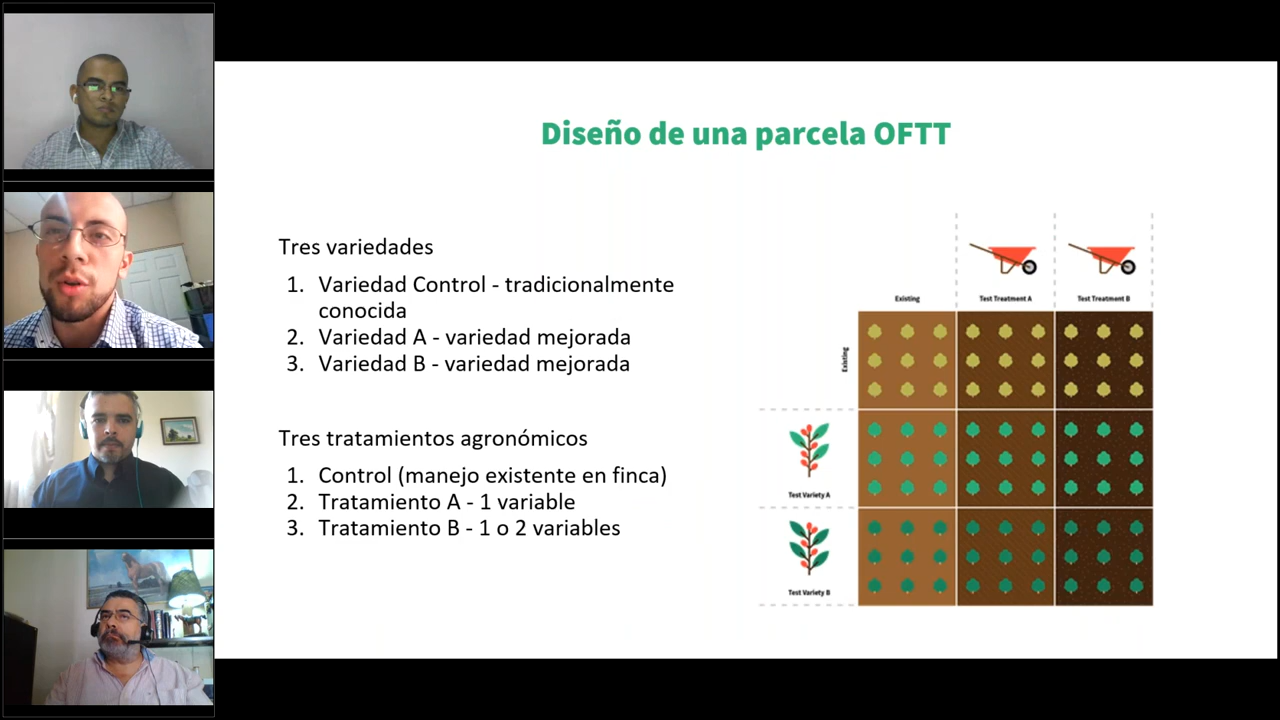 Diseño de una parcela OFTT
Tres variedades
1. Variedad Control - tradicionalmente
conocida
2. Variedad A - variedad mejorada
3. Variedad B - variedad mejorada
Tres tratamientos agronómicos
1. Control (manejo existente en finca)
2. Tratamiento A - 1 variable
3. Tratamiento B - 1 o 2 variables
Existing
Test Treatment A
Test Treatment B
Existing
Test Variety A
Test Variety B